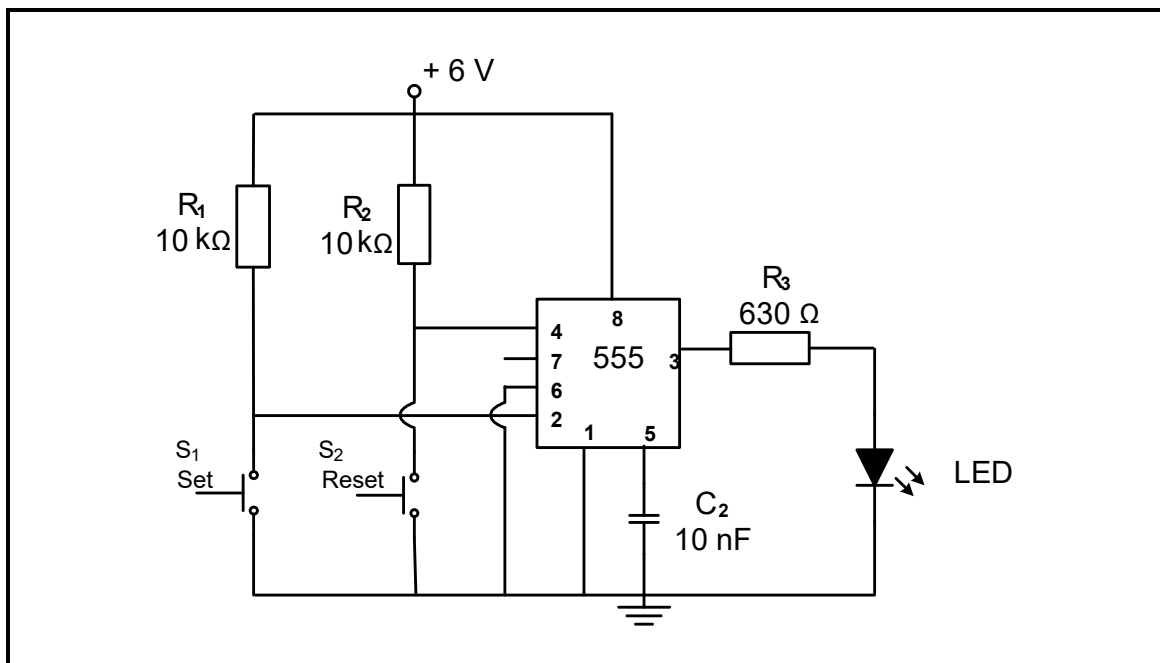 + 6 V
R1
10 kΩ
R2
10 kΩ
R3
630 Ω
8
4
7
555
3
6
2
1
5
S1
Set
S2
Reset
C2
10 nF
LED